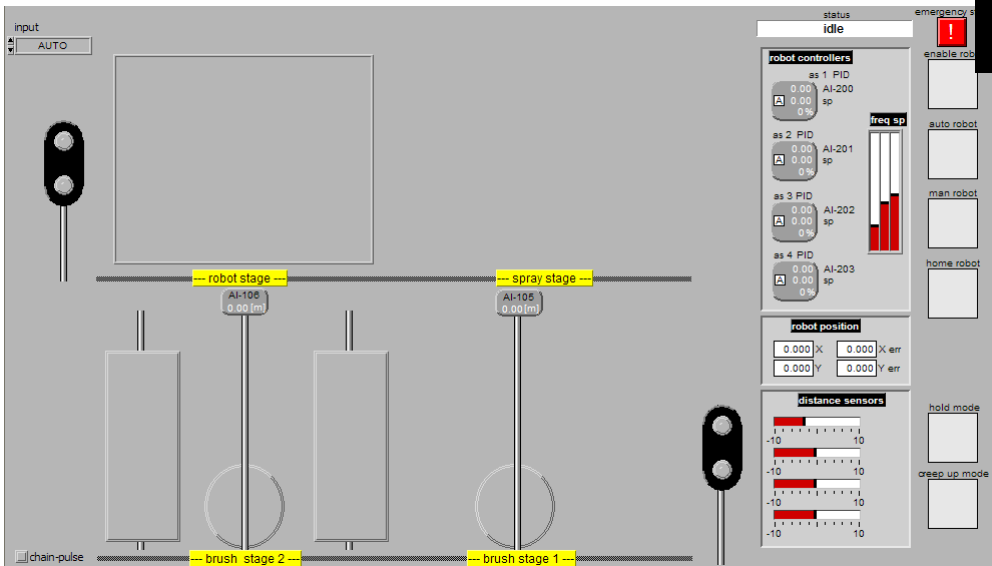 input
AUTO
status
idle
emergency
enable
auto robot
man robot
home robot
robot controllers
as 1 PID
0.00 AI-200
A 0.00 sp
0%
freq sp
as 2 PID
0.00 AI-201
A 0.00 sp
0%
as 3 PID
0.00 AI-202
A 0.00 sp
0%
as 4 PID
0.00 AI-203
A 0.00 sp
0%
--- robot stage ---
--- spray stage ---
AI-106
0.00 [m]
AI-105
0.00 [m]
robot position
0.000 X 0.000 X err
0.000 Y 0.000 Y err
distance sensors
-10 10
-10 10
-10 10
-10 10
hold mode
creep up mode
chain-pulse
--- brush stage 2 ---
--- brush stage 1 ---